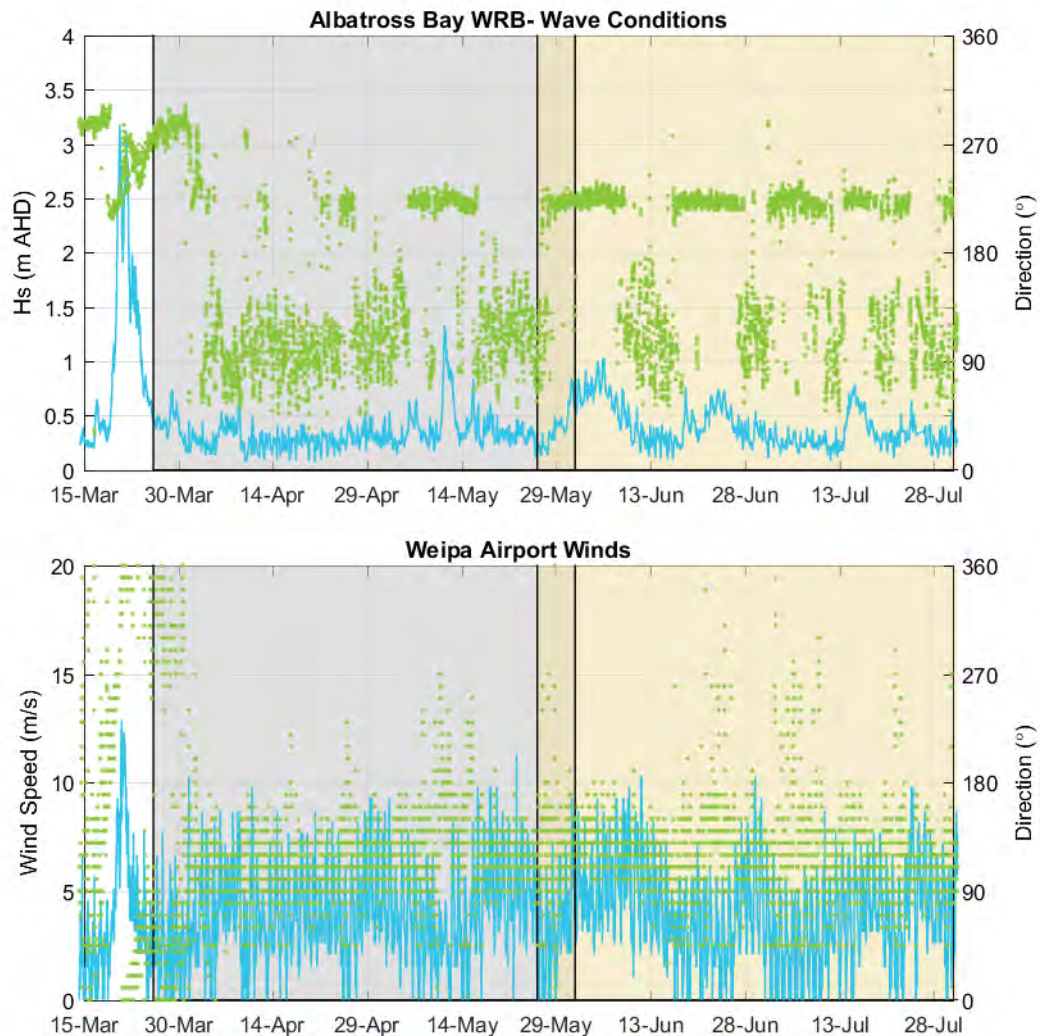 Albatross Bay WRB- Wave Conditions
4 360
3.5
3 270
2.5
2 180
1.5
1 90
0.5
0 0
Hs (m AHD)
Direction (°)
15-Mar 30-Mar 14-Apr 29-Apr 14-May 29-May 13-Jun 28-Jun 13-Jul 28-Jul
Weipa Airport Winds
20 360
15 270
10 180
5 90
0 0
Wind Speed (m/s)
Direction (°)
15-Mar 30-Mar 14-Apr 29-Apr 14-May 29-May 13-Jun 28-Jun 13-Jul 28-Jul